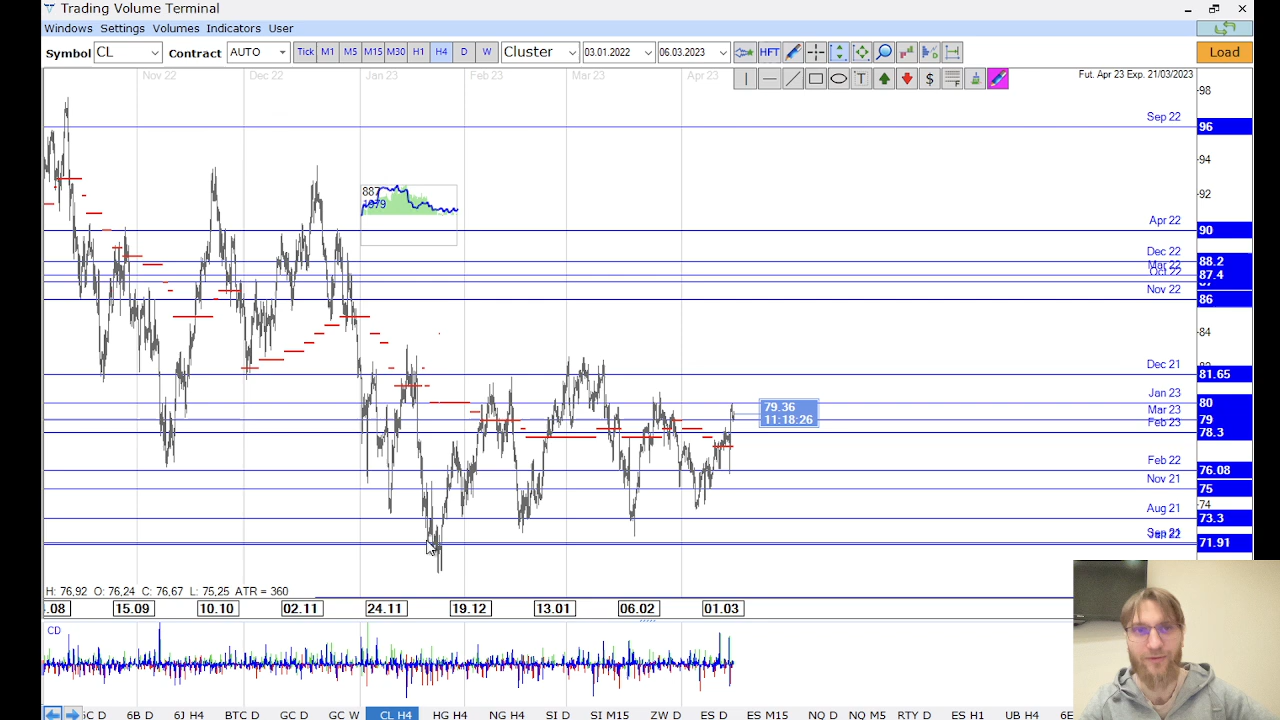 Trading Volume Terminal
Windows Settings Volumes Indicators User
Symbol CL Contract AUTO Tick M1 M5 M15 M30 H1 H4 D W Cluster 03.01.2022 06.03.2023 HFT Load
T $ F
Nov 22 Dec 22 Jan 23 Feb 23 Mar 23 Apr 23 Fut. Apr 23 Exp. 21/03/2023
98
Sep 22 96
94
92
887
1979
Apr 22 90
Dec 22 88.2
Mar 22 87.4
Nov 22 86
84
Dec 21 81.65
Jan 23 80
79.36
11:18:26
Mar 23 79
Feb 23 78.3
Feb 22 76.08
Nov 21 75
74
Aug 21 73.3
71.91
H: 76,92 O: 76,24 C: 76,67 L: 75,25 ATR = 360
.08 15.09 10.10 02.11 24.11 19.12 13.01 06.02 01.03
CD
D 6B D 6J H4 BTC D GC D GC W CL H4 HG H4 NG H4 SI D SI M15 ZW D ES D ES M15 NQ D NQ M5 RTY D ES H1 UB H4 6E